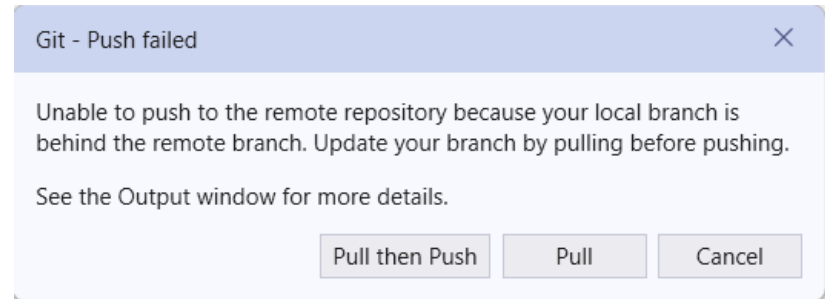 Git - Push failed
Unable to push to the remote repository because your local branch is
behind the remote branch. Update your branch by pulling before pushing.
See the Output window for more details.
Pull then Push
Pull
Cancel